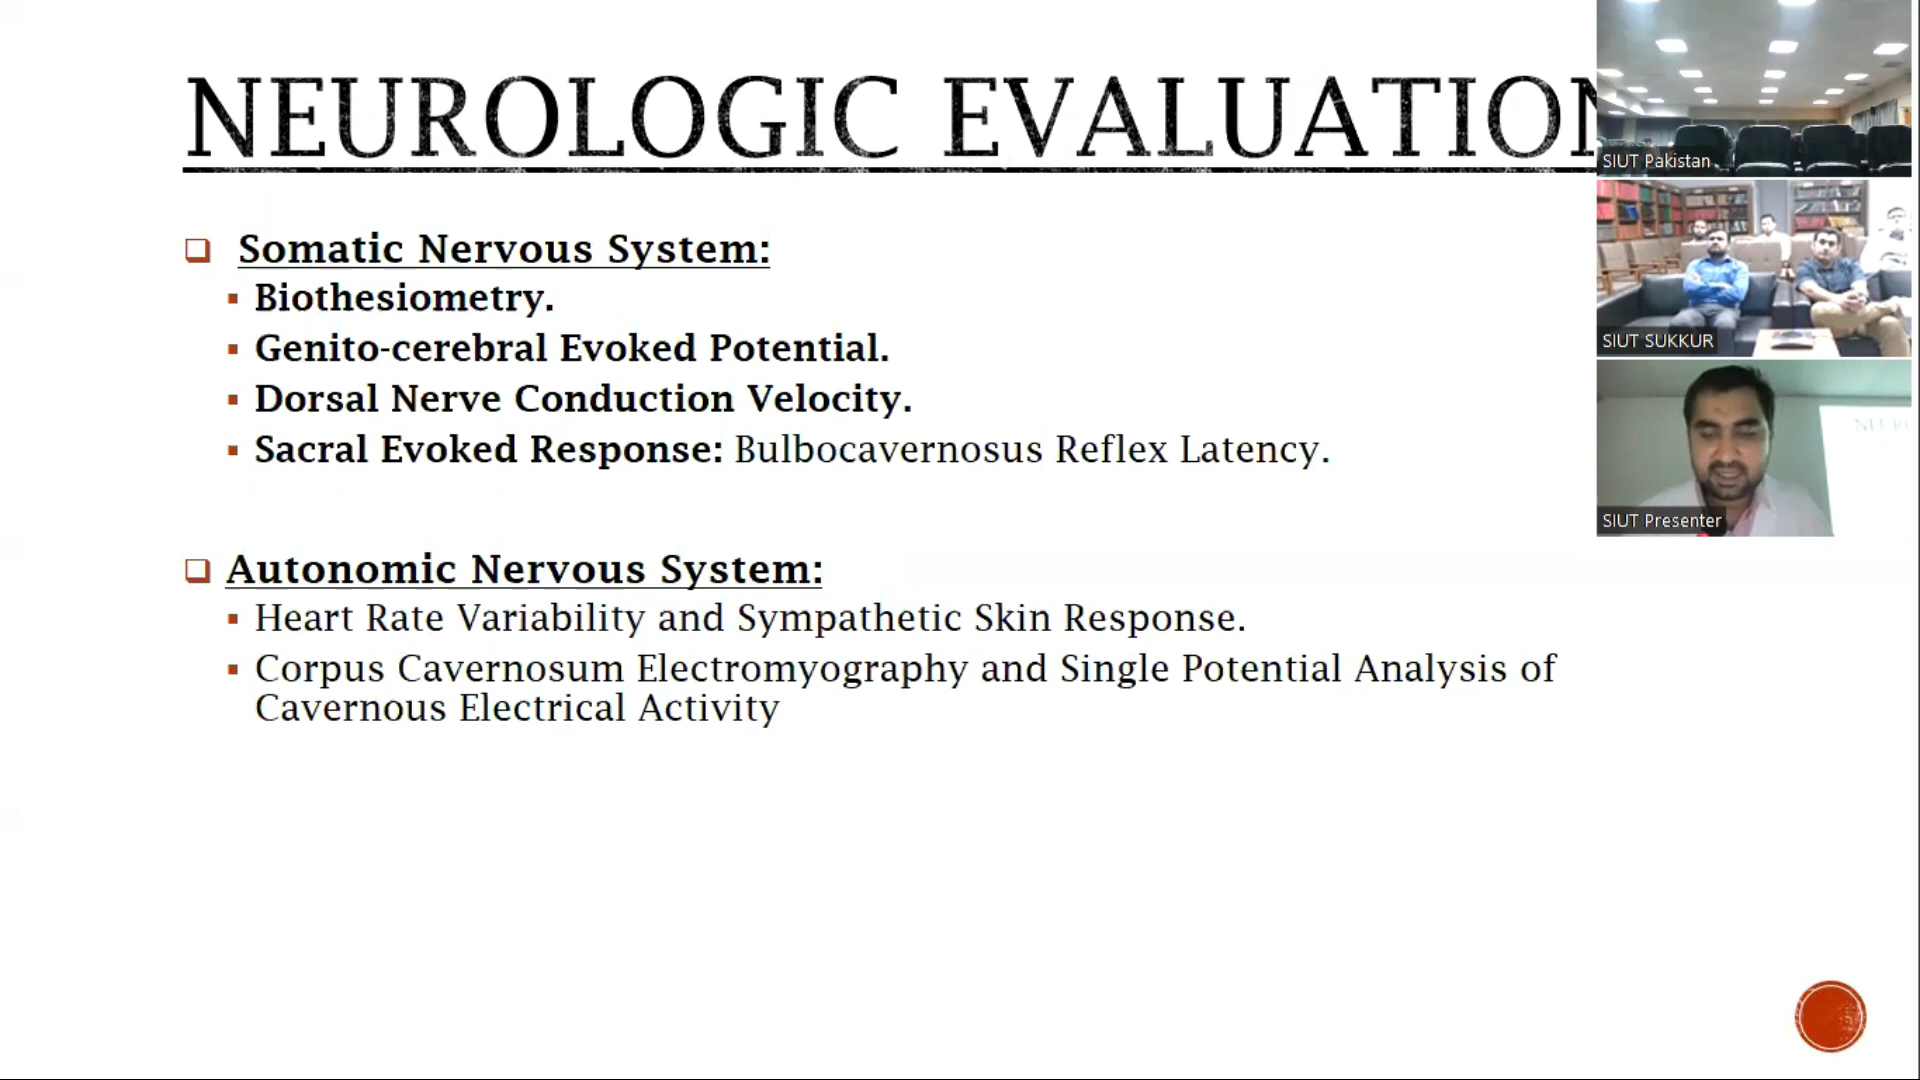 NEUROLOGIC EVALUATION
Somatic Nervous System:
Biothesiometry.
Genito-cerebral Evoked Potential.
Dorsal Nerve Conduction Velocity.
Sacral Evoked Response: Bulbocavernosus Reflex Latency.
Autonomic Nervous System:
Heart Rate Variability and Sympathetic Skin Response.
Corpus Cavernosum Electromyography and Single Potential Analysis of
Cavernous Electrical Activity
SIUT Pakistan
SIUT SUKKUR
SIUT Presenter